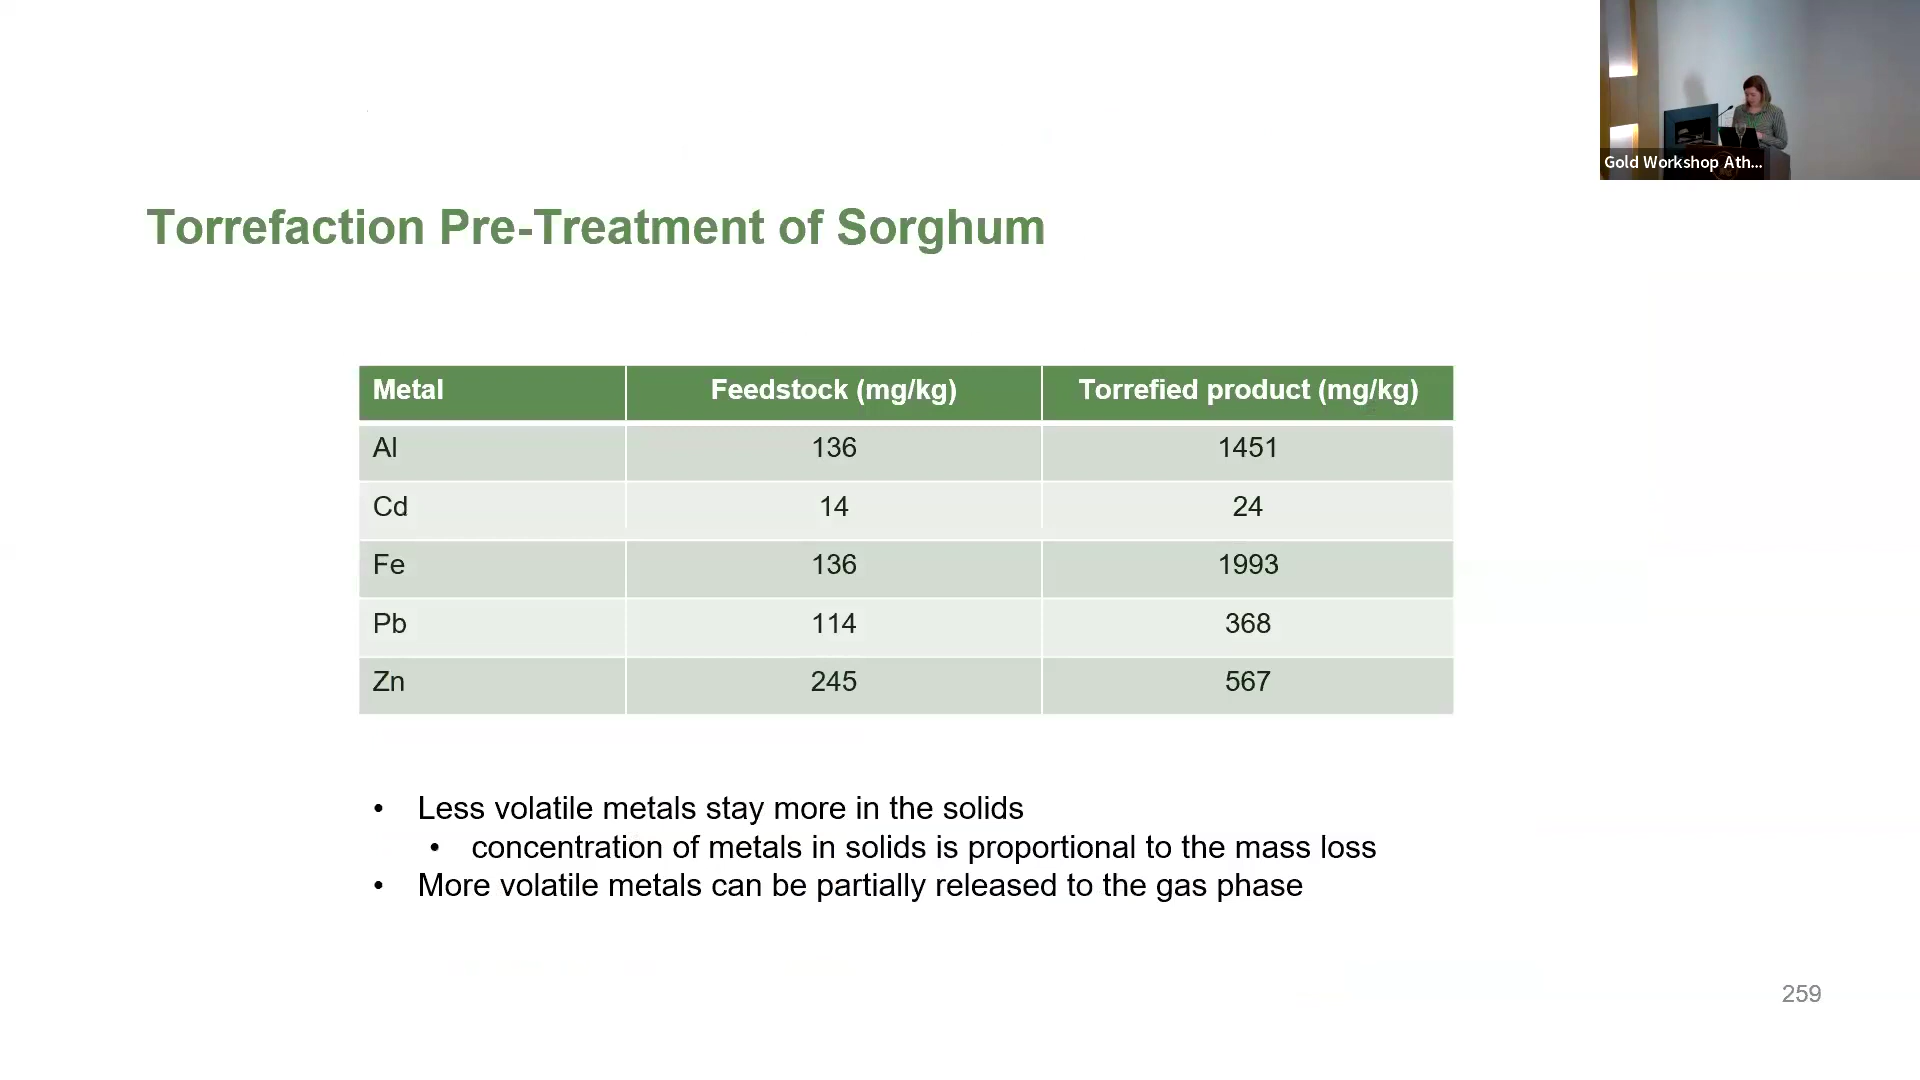 Gold Workshop Ath...
Torrefaction Pre-Treatment of Sorghum
Metal Feedstock (mg/kg) Torrefied product (mg/kg)
Al 136 1451
Cd 14 24
Fe 136 1993
Pb 114 368
Zn 245 567
• Less volatile metals stay more in the solids
• concentration of metals in solids is proportional to the mass loss
• More volatile metals can be partially released to the gas phase
259